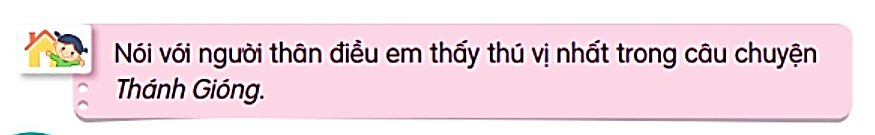 Nói với người thân điều em thấy thú vị nhất trong câu chuyện
Thánh Gióng.